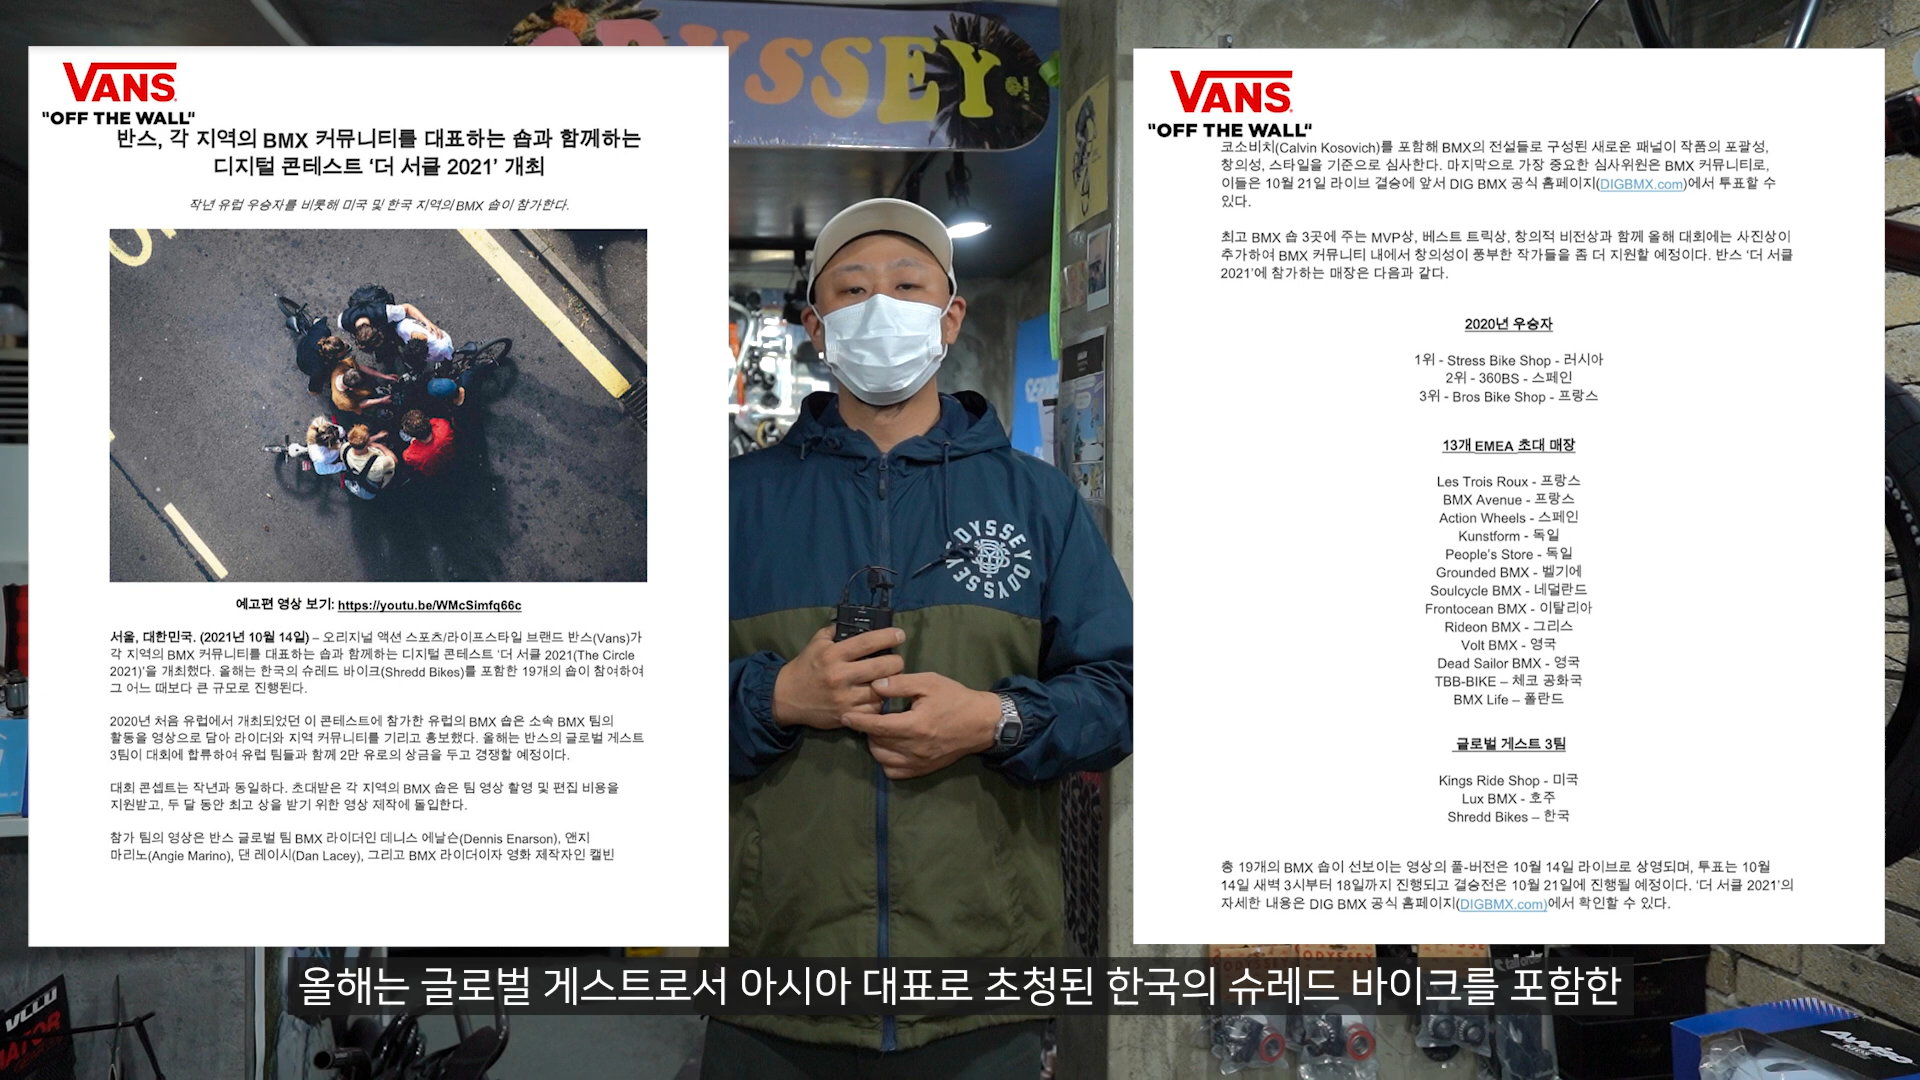 VANS
"OFF THE WALL"
반스, 각 지역의 BMX 커뮤니티를 대표하는 숍과 함께하는
디지털 콘테스트 ‘더 서클 2021’ 개최
작년 유럽 우승자를 비롯해 미국 및 한국 지역의 BMX 숍이 참가한다.
예고편 영상 보기: https://youtu.be/WMcSimfq66c
서울, 대한민국. (2021년 10월 14일) – 오리지널 액션 스포츠/라이프스타일 브랜드 반스(Vans)가
각 지역의 BMX 커뮤니티를 대표하는 숍과 함께하는 디지털 콘테스트 ‘더 서클 2021(The Circle
2021)’을 개최했다. 올해는 한국의 슈레드 바이크(Shredd Bikes)를 포함한 19개의 숍이 참여하여
그 어느 때보다 큰 규모로 진행된다.
2020년 처음 유럽에서 개최되었던 이 콘테스트에 참가한 유럽의 BMX 숍은 소속 BMX 팀의
활동을 영상으로 담아 라이더와 지역 커뮤니티를 기리고 홍보했다. 올해는 반스의 글로벌 게스트
3팀이 대회에 합류하여 유럽 팀들과 함께 2만 유로의 상금을 두고 경쟁할 예정이다.
대회 콘셉트는 작년과 동일하다. 초대받은 각 지역의 BMX 숍은 팀 영상 촬영 및 편집 비용을
지원받고, 두 달 동안 최고 상을 받기 위한 영상 제작에 돌입한다.
참가 팀의 영상은 반스 글로벌 팀 BMX 라이더인 데니스 에날슨(Dennis Enarson), 앤지
마리노(Angie Marino), 댄 레이시(Dan Lacey), 그리고 BMX 라이더이자 영화 제작자인 캘빈
ODYSSEY
ODYSSEY ODYSSEY
VANS
"OFF THE WALL"
코소비치(Calvin Kosovich)를 포함해 BMX의 전설들로 구성된 새로운 패널이 작품의 포괄성,
창의성, 스타일을 기준으로 심사한다. 마지막으로 가장 중요한 심사위원은 BMX 커뮤니티로,
이들은 10월 21일 라이브 결승에 앞서 DIG BMX 공식 홈페이지(DIGBMX.com)에서 투표할 수
있다.
최고 BMX 숍 3곳에 주는 MVP상, 베스트 트릭상, 창의적 비전상과 함께 올해 대회에는 사진상이
추가하여 BMX 커뮤니티 내에서 창의성이 풍부한 작가들을 좀 더 지원할 예정이다. 반스 ‘더 서클
2021’에 참가하는 매장은 다음과 같다.
2020년 우승자
1위 - Stress Bike Shop - 러시아
2위 - 360BS - 스페인
3위 - Bros Bike Shop - 프랑스
13개 EMEA 초대 매장
Les Trois Roux - 프랑스
BMX Avenue - 프랑스
Action Wheels - 스페인
Kunstform - 독일
People’s Store - 독일
Grounded BMX - 벨기에
Soulcycle BMX - 네덜란드
Frontocean BMX - 이탈리아
Rideon BMX - 그리스
Volt BMX - 영국
Dead Sailor BMX - 영국
TBB-BIKE – 체코 공화국
BMX Life – 폴란드
글로벌 게스트 3팀
Kings Ride Shop - 미국
Lux BMX - 호주
Shredd Bikes – 한국
총 19개의 BMX 숍이 선보이는 영상의 풀-버전은 10월 14일 라이브로 상영되며, 투표는 10월
14일 새벽 3시부터 18일까지 진행되고 결승전은 10월 21일에 진행될 예정이다. ‘더 서클 2021’의
자세한 내용은 DIG BMX 공식 홈페이지(DIGBMX.com)에서 확인할 수 있다.
올해는 글로벌 게스트로서 아시아 대표로 초청된 한국의 슈레드 바이크를 포함한